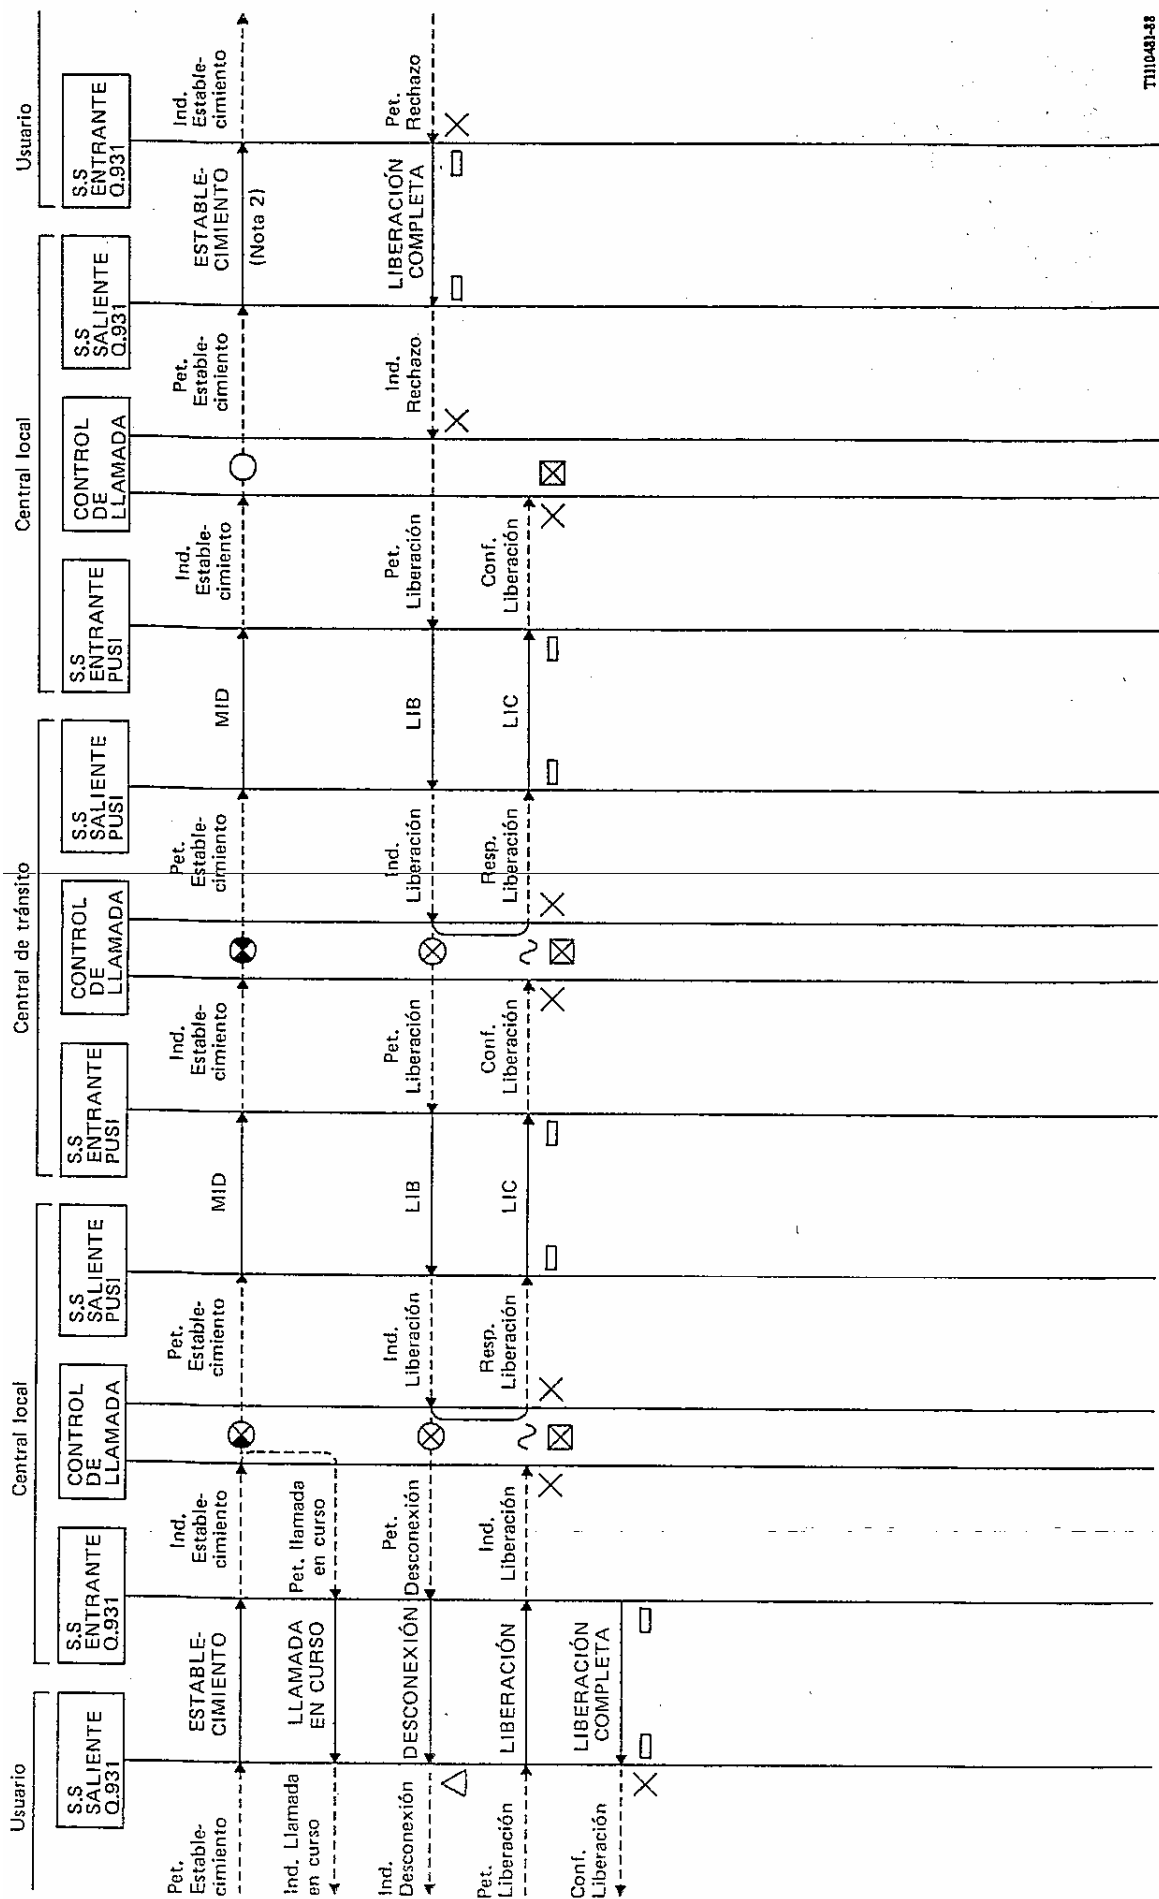 Usuario
Central local
Central de tránsito
Central local
Usuario
S.S
SALIENTE
Q.931
S.S
ENTRANTE
Q.931
CONTROL
DE
LLAMADA
S.S
SALIENTE
PUSI
S.S
ENTRANTE
PUSI
CONTROL
DE
LLAMADA
S.S
SALIENTE
PUSI
S.S
ENTRANTE
PUSI
CONTROL
DE
LLAMADA
S.S
SALIENTE
Q.931
S.S
ENTRANTE
Q.931
Pet.
Estable-
cimiento
ESTABLE-
CIMIENTO
Ind.
Estable-
cimiento
Pet.
Estable-
cimiento
MID
Ind.
Estable-
cimiento
Pet.
Estable-
cimiento
MID
Ind.
Estable-
cimiento
Pet.
Estable-
cimiento
ESTABLE-
CIMIENTO
(Nota 2)
Ind.
Estable-
cimiento
Ind. Llamada
en curso
LLAMADA
EN CURSO
Pet. llamada
en curso
Ind.
Desconexión
DESCONEXIÓN
Pet.
Desconexión
Ind.
Liberación
LIB
Pet.
Liberación
Ind.
Liberación
LIB
Pet.
Liberación
Ind.
Rechazo
LIBERACIÓN
COMPLETA
Pet.
Rechazo
Pet.
Liberación
LIBERACIÓN
Ind.
Liberación
Resp.
Liberación
LIC
Conf.
Liberación
Resp.
Liberación
LIC
Conf.
Liberación
Conf.
Liberación
LIBERACIÓN
COMPLETA
T1110481-88